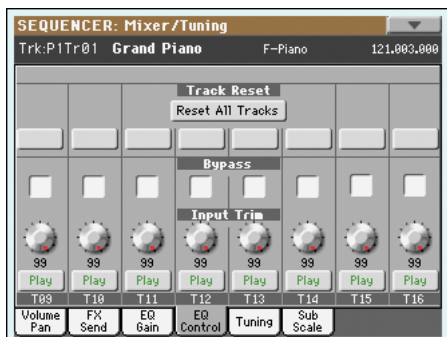 SEQUENCER: Mixer/Tuning
Trk:P1Tr01 Grand Piano F-Piano 121.003.000
Track Reset
Reset All Tracks
Bypass
Input Trim
99 99 99 99 99 99 99 99
Play Play Play Play Play Play Play Play
T09 T10 T11 T12 T13 T14 T15 T16
Volume Pan FX Send EQ Gain EQ Control Tuning Sub Scale